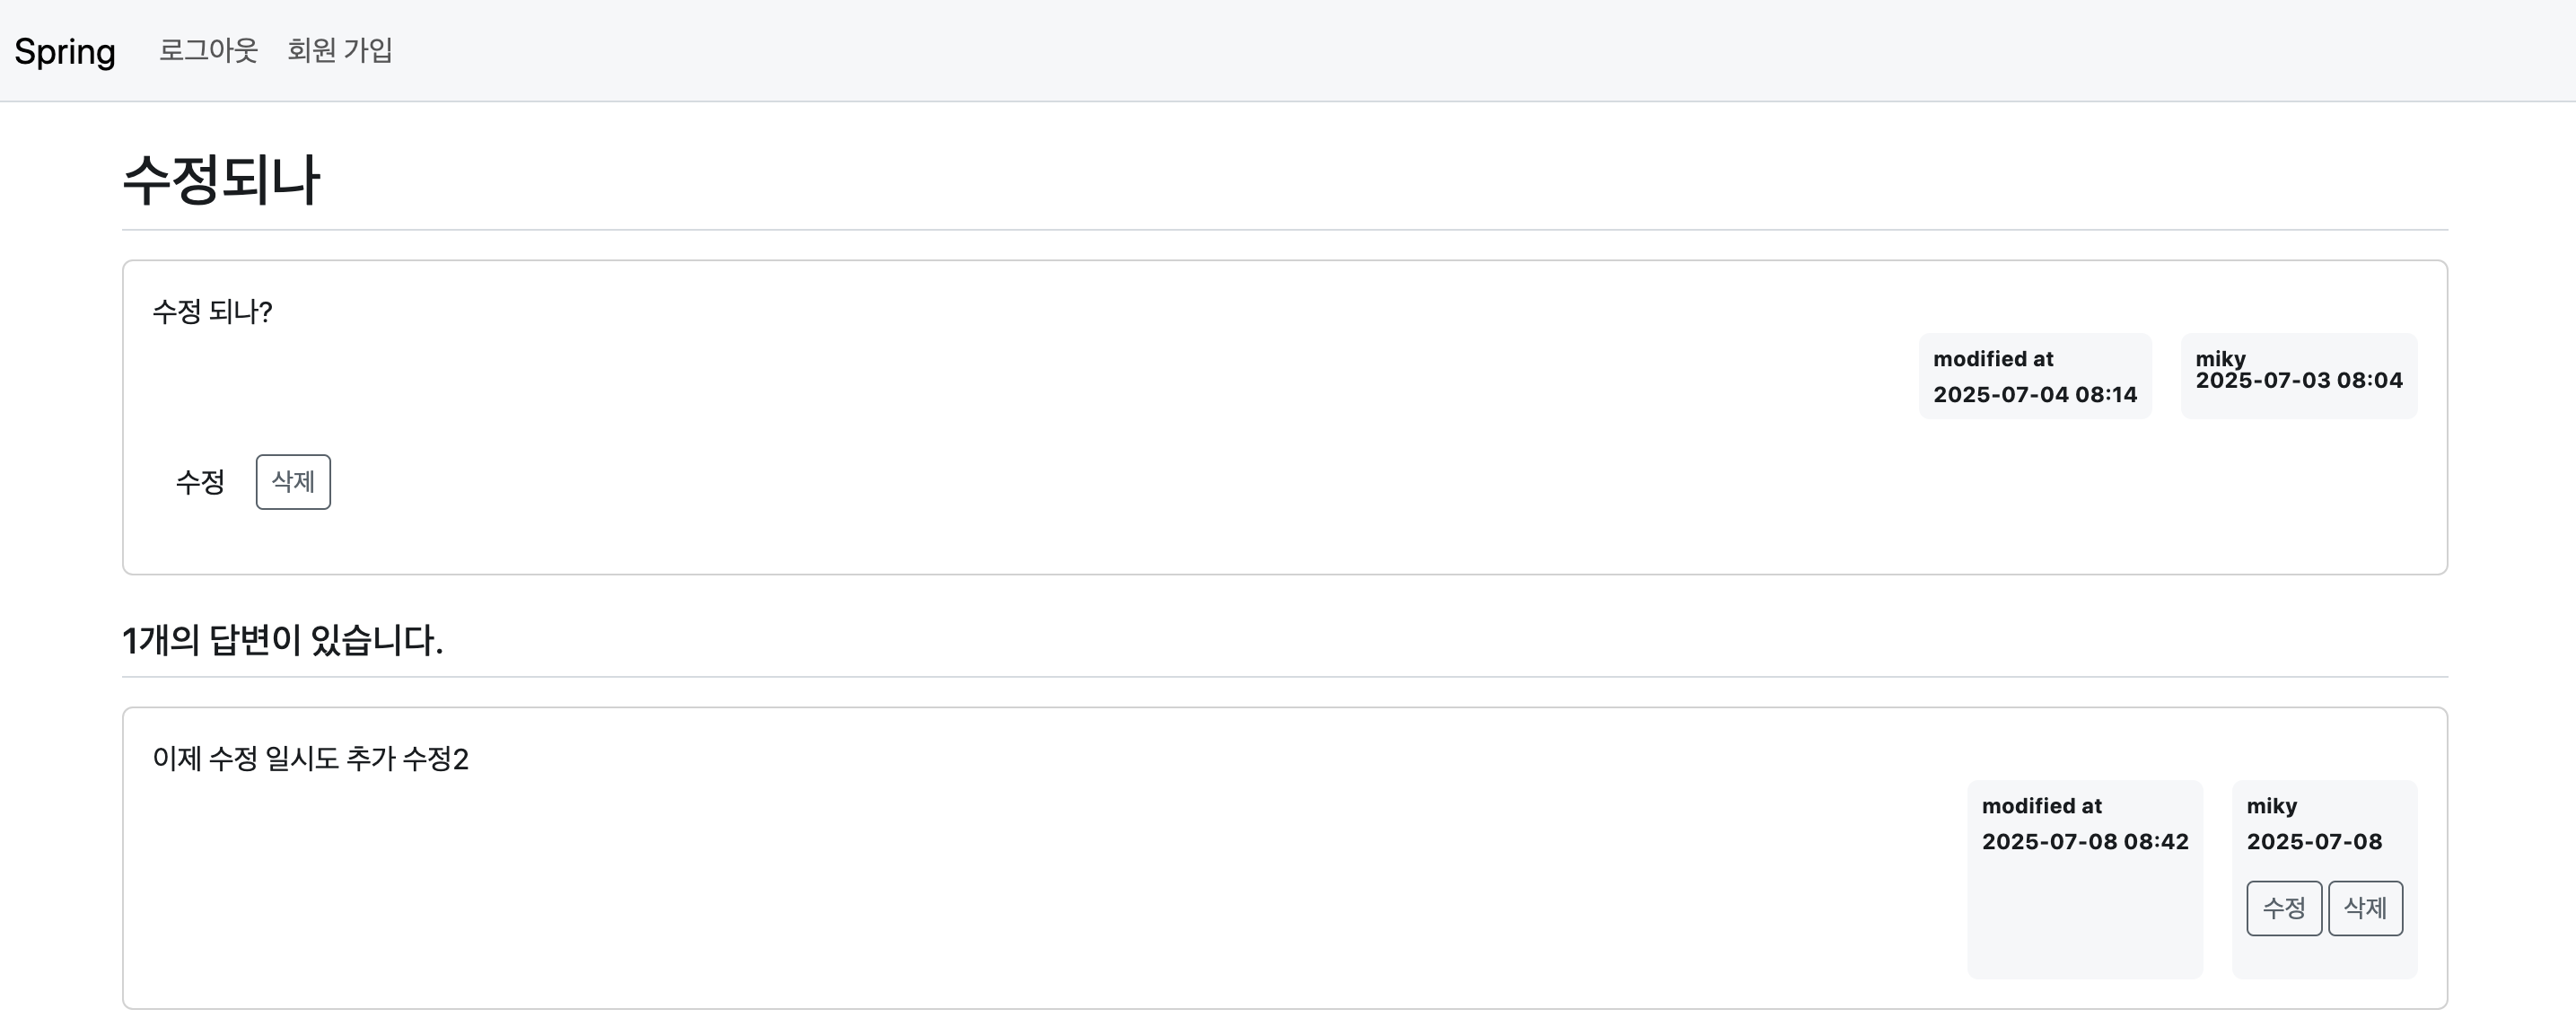 Spring 로그아웃 회원 가입
수정되나
수정 되나?
modified at
2025-07-04 08:14
miky
2025-07-03 08:04
수정 삭제
1개의 답변이 있습니다.
이제 수정 일시도 추가 수정2
modified at
2025-07-08 08:42
miky
2025-07-08
수정 삭제